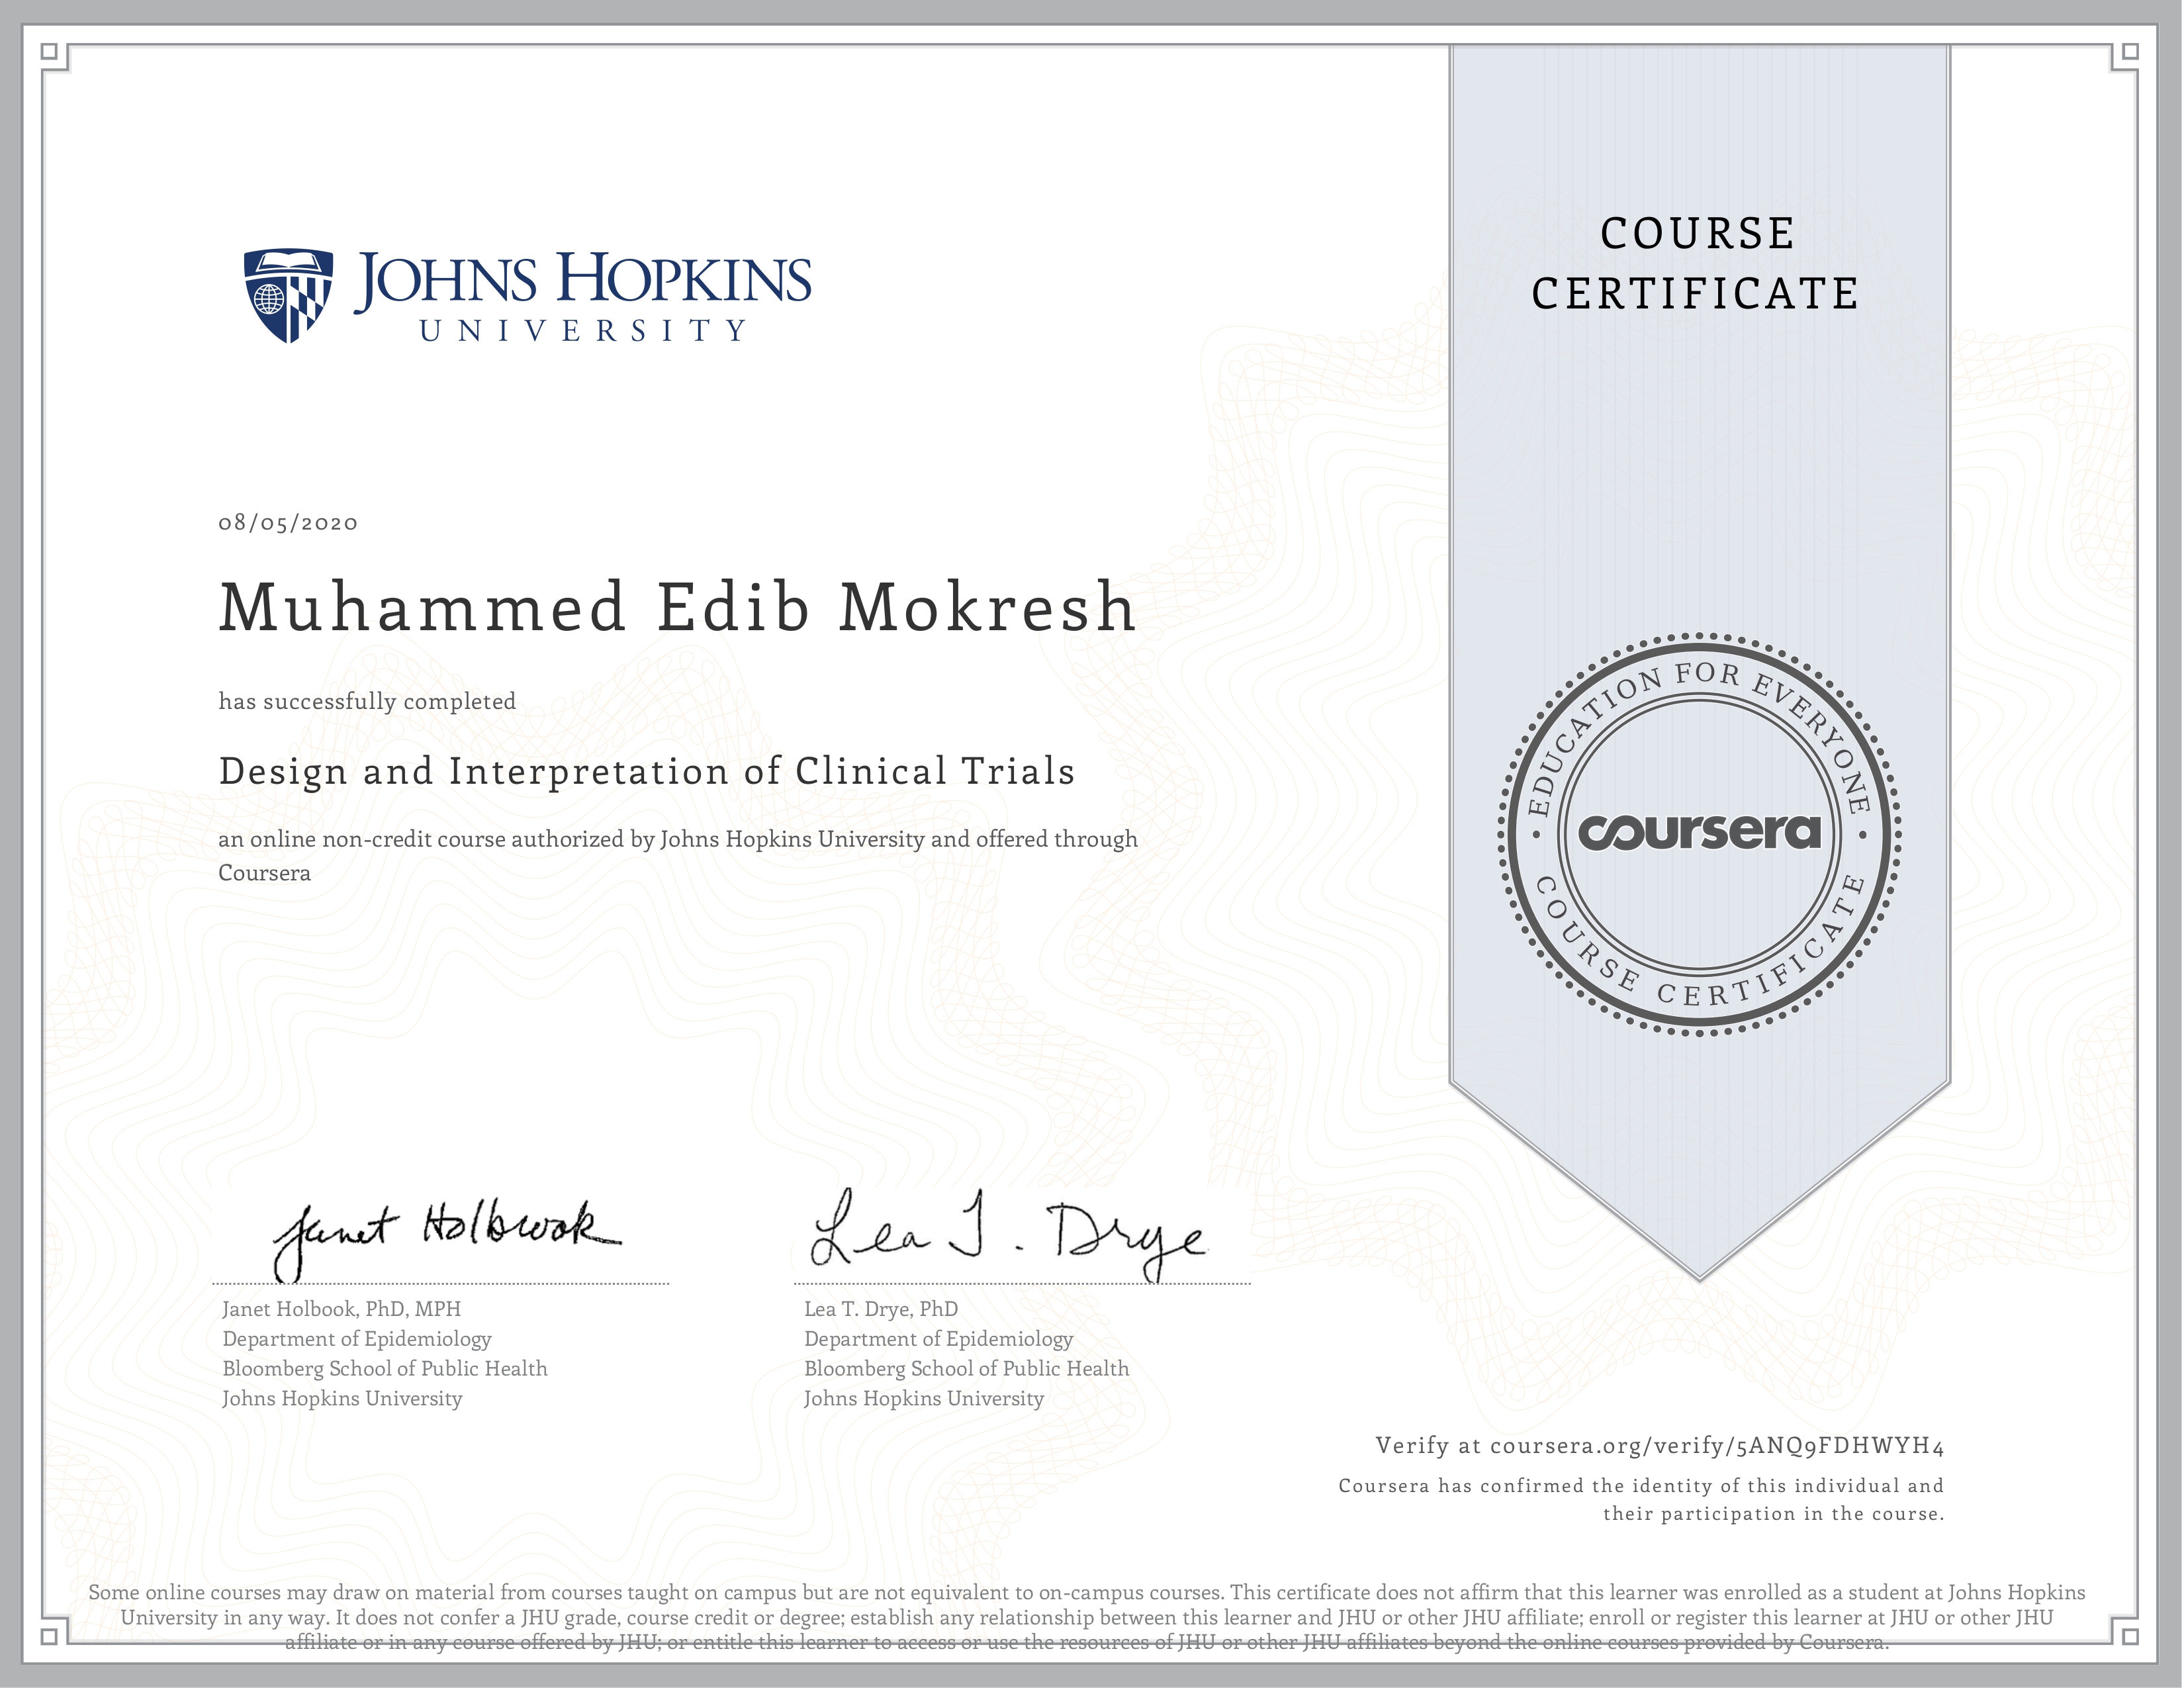 JOHNS HOPKINS
UNIVERSITY
COURSE
CERTIFICATE
08/05/2020
Muhammed Edib Mokresh
has successfully completed
Design and Interpretation of Clinical Trials
an online non-credit course authorized by Johns Hopkins University and offered through
Coursera
EDUCATION FOR EVERYONE
coursera
COURSE CERTIFICATE
Janet Holbrook
Janet Holbook, PhD, MPH
Department of Epidemiology
Bloomberg School of Public Health
Johns Hopkins University
Lea T. Drye
Lea T. Drye, PhD
Department of Epidemiology
Bloomberg School of Public Health
Johns Hopkins University
Verify at coursera.org/verify/5ANQ9FDHWYH4
Coursera has confirmed the identity of this individual and
their participation in the course.
Some online courses may draw on material from courses taught on campus but are not equivalent to on-campus courses. This certificate does not affirm that this learner was enrolled as a student at Johns Hopkins
University in any way. It does not confer a JHU grade, course credit or degree; establish any relationship between this learner and JHU or other JHU affiliate; enroll or register this learner at JHU or other JHU
affiliate or in any course offered by JHU; or entitle this learner to access or use the resources of JHU or other JHU affiliates beyond the online courses provided by Coursera.